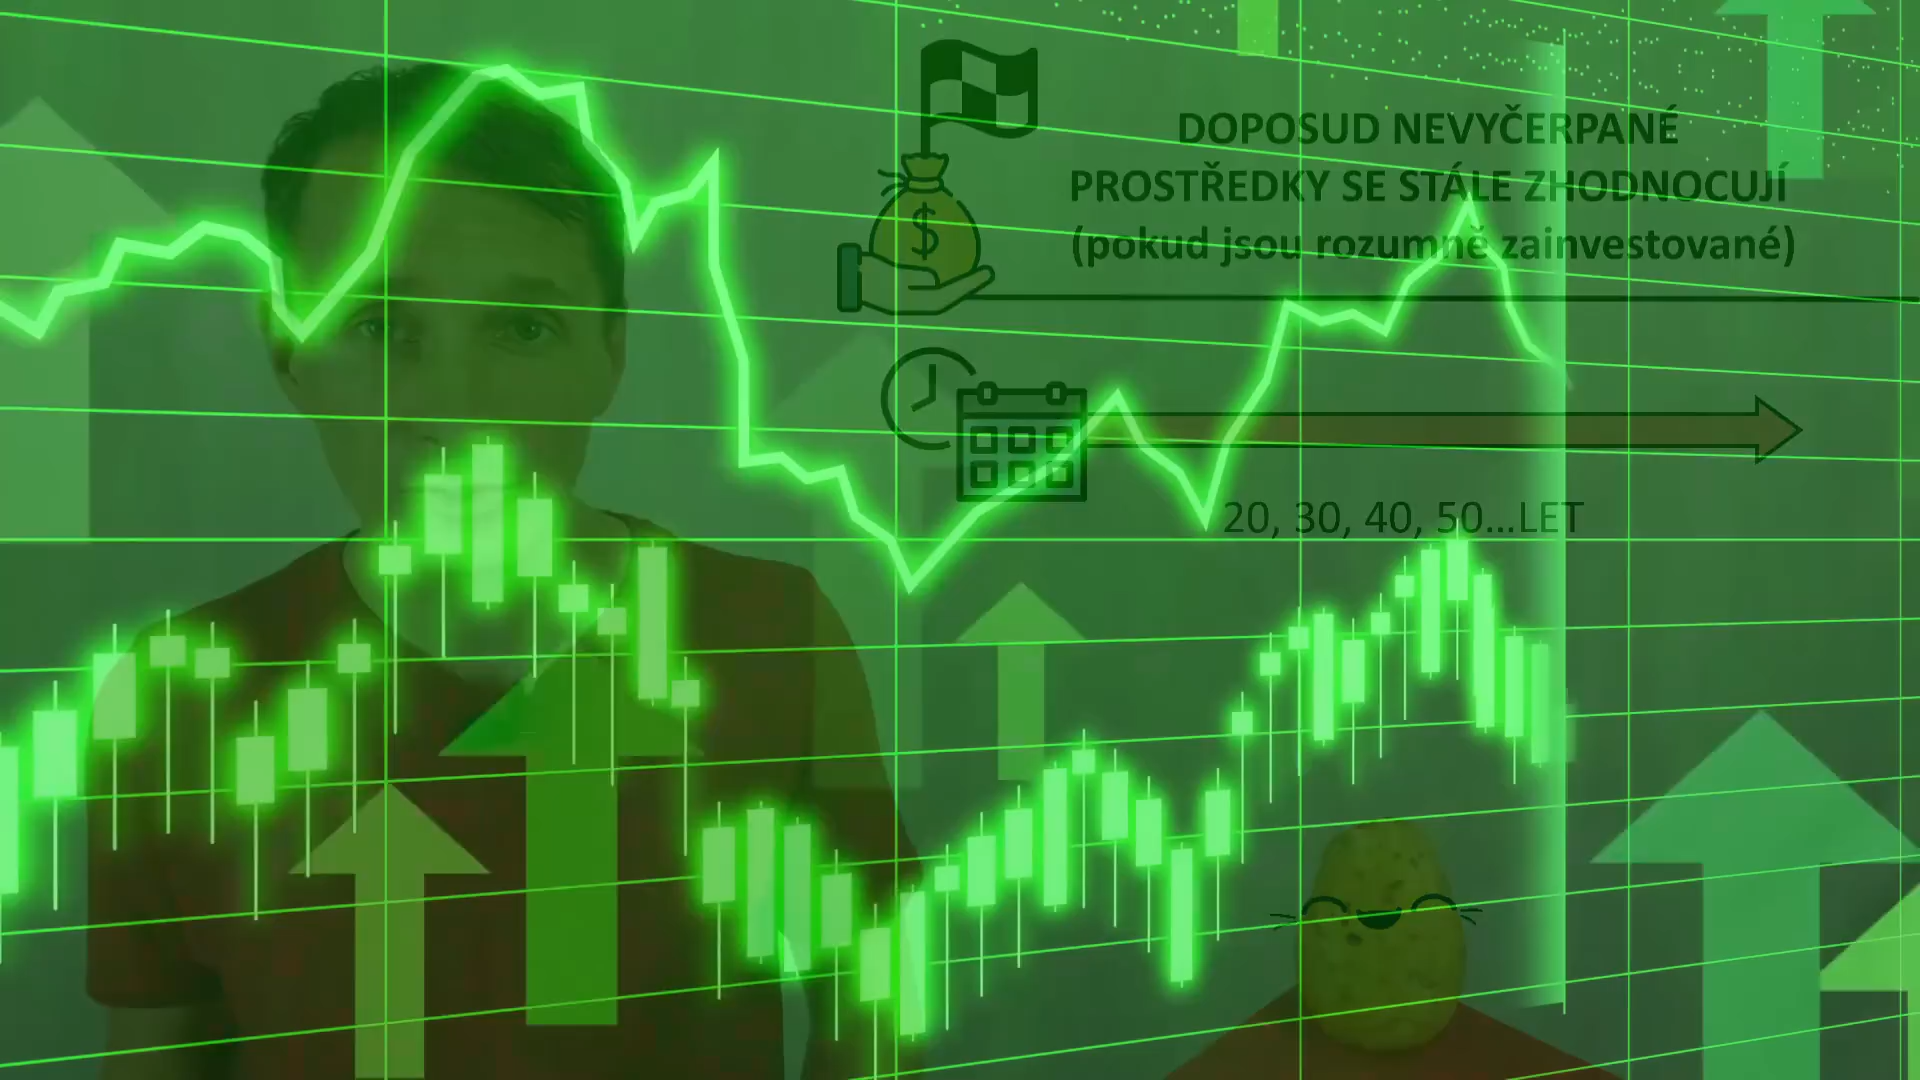 DOPOSUD NEVYČERPANÉ
PROSTŘEDKY SE STÁLE ZHODNOCUJÍ
(pokud jsou rozumně zainvestované)
$
20, 30, 40, 50...LET